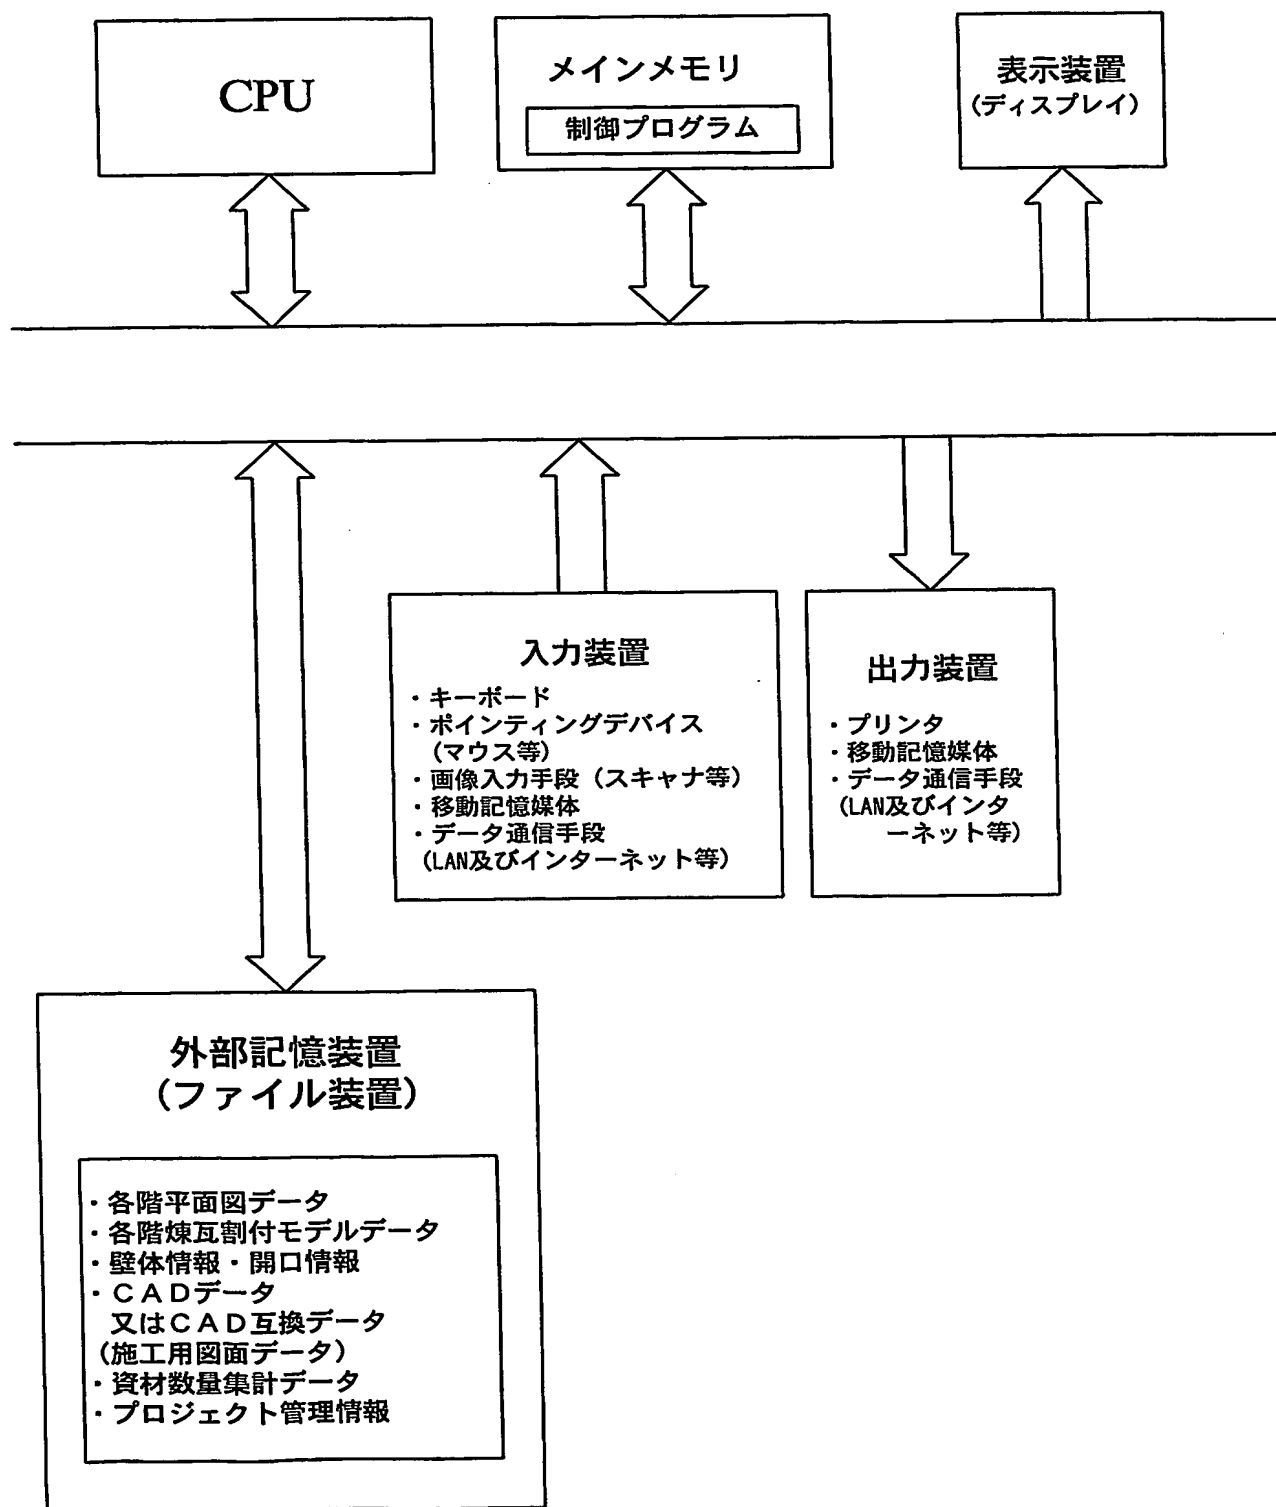 CPU
メインメモリ
制御プログラム
表示装置
(ディスプレイ)
入力装置
・キーボード
・ポインティングデバイス
(マウス等)
・画像入力手段(スキャナ等)
・移動記憶媒体
・データ通信手段
(LAN及びインターネット等)
出力装置
・プリンタ
・移動記憶媒体
・データ通信手段
(LAN及びインタ
ーネット等)
外部記憶装置
(ファイル装置)
・各階平面図データ
・各階煉瓦割付モデルデータ
・壁体情報・開口情報
・CADデータ
又はCAD互換データ
(施工用図面データ)
・資材数量集計データ
・プロジェクト管理情報